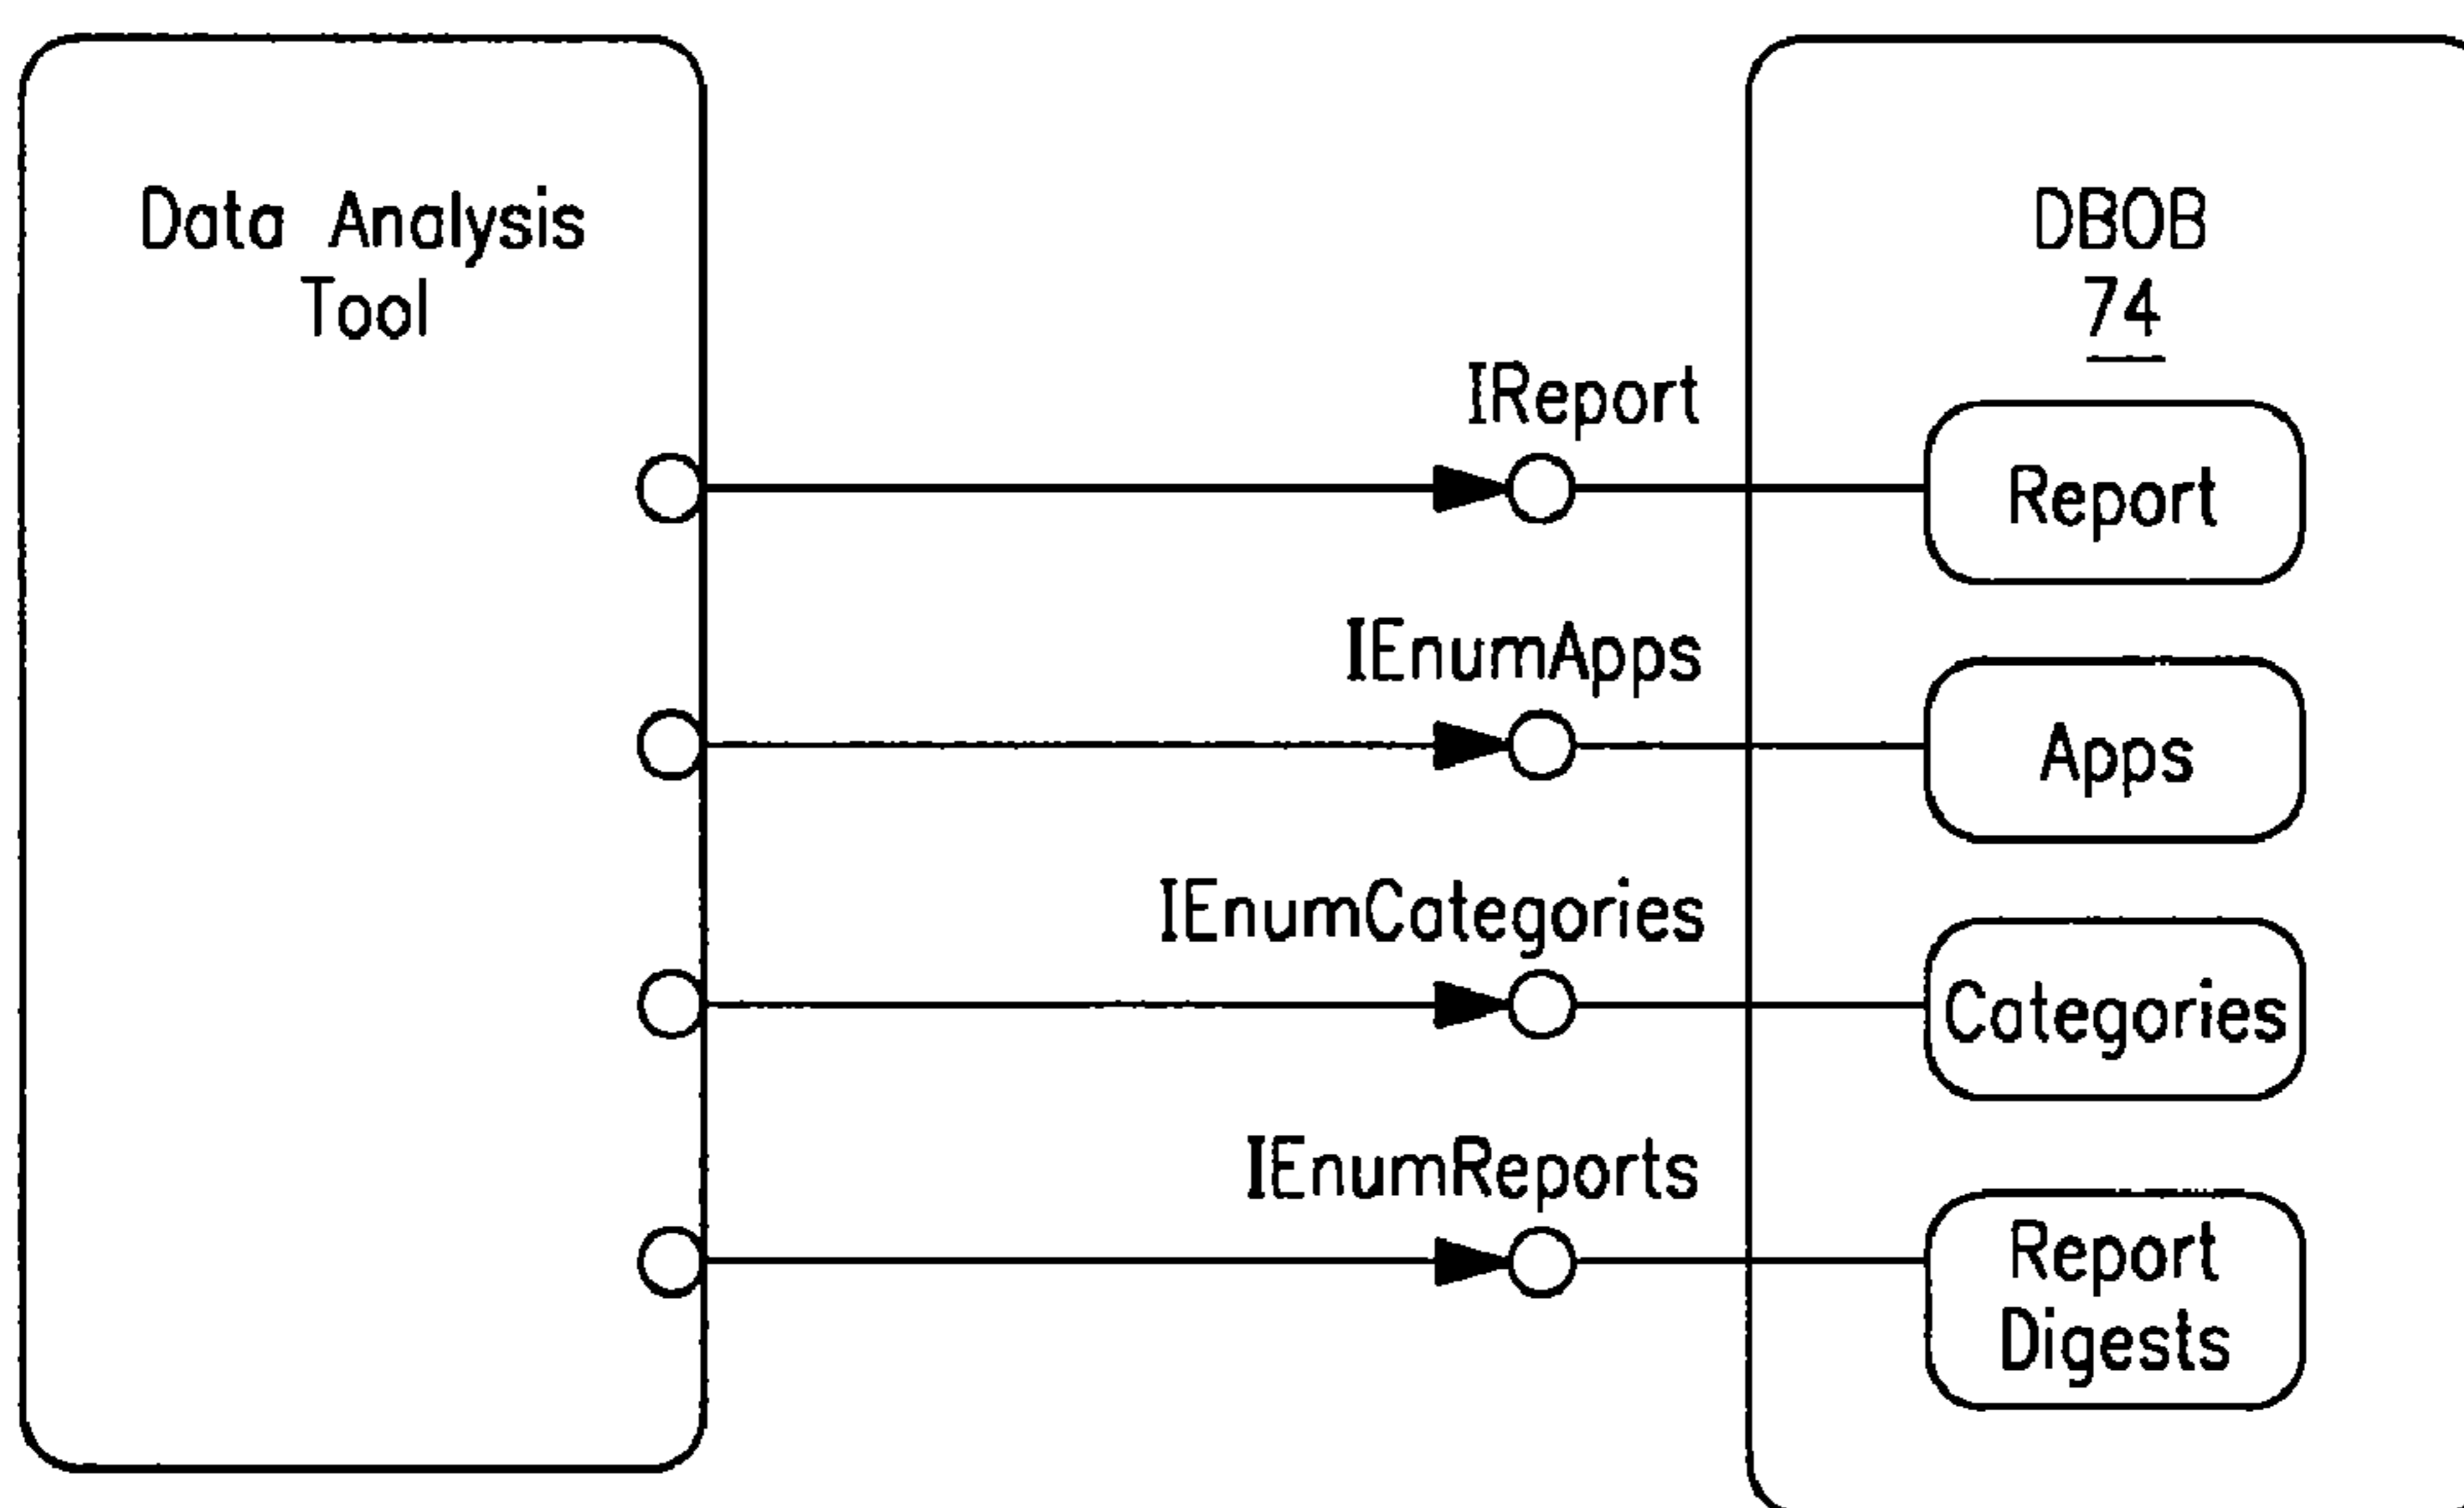 Data Analysis
Tool
DBOB
74
IReport
Report
IEnumApps
Apps
IEnumCategories
Categories
IEnumReports
Report
Digests